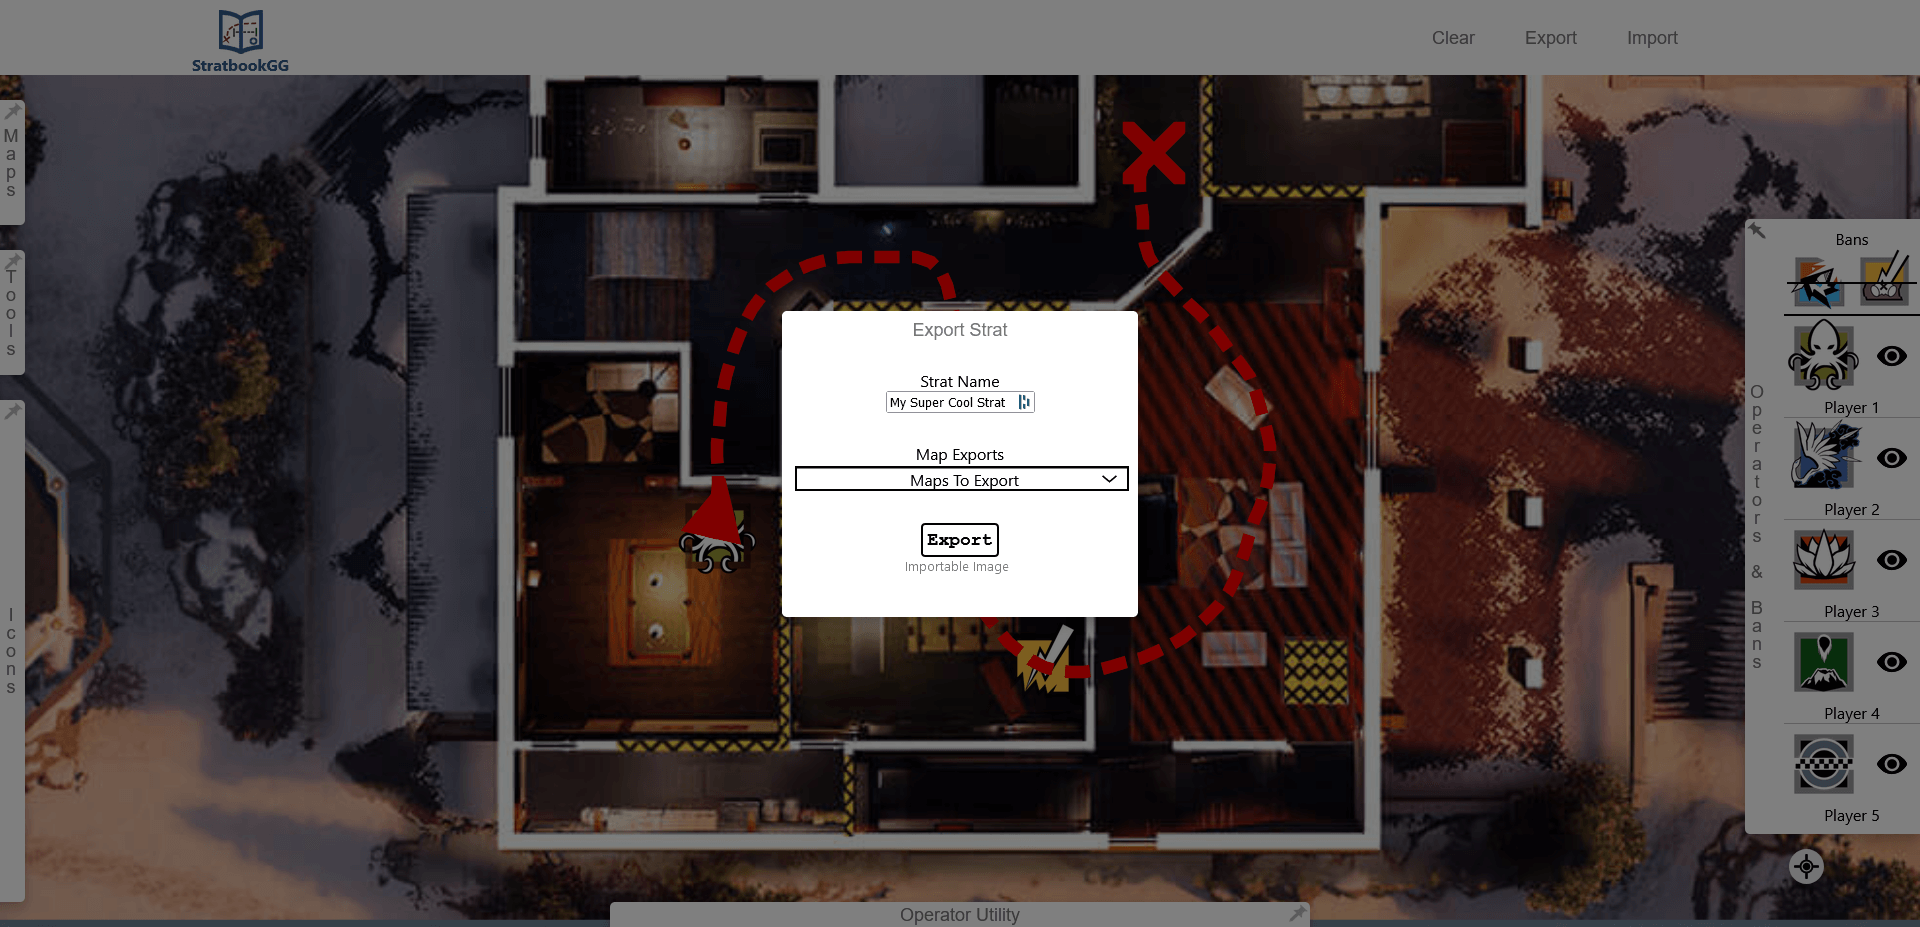 StratbookGG
Clear
Export
Import
Maps
Tools
Icons
Export Strat
Strat Name
My Super Cool Strat
Map Exports
Maps To Export
Export
Importable Image
Operators & Bans
Bans
Player 1
Player 2
Player 3
Player 4
Player 5
Operator Utility